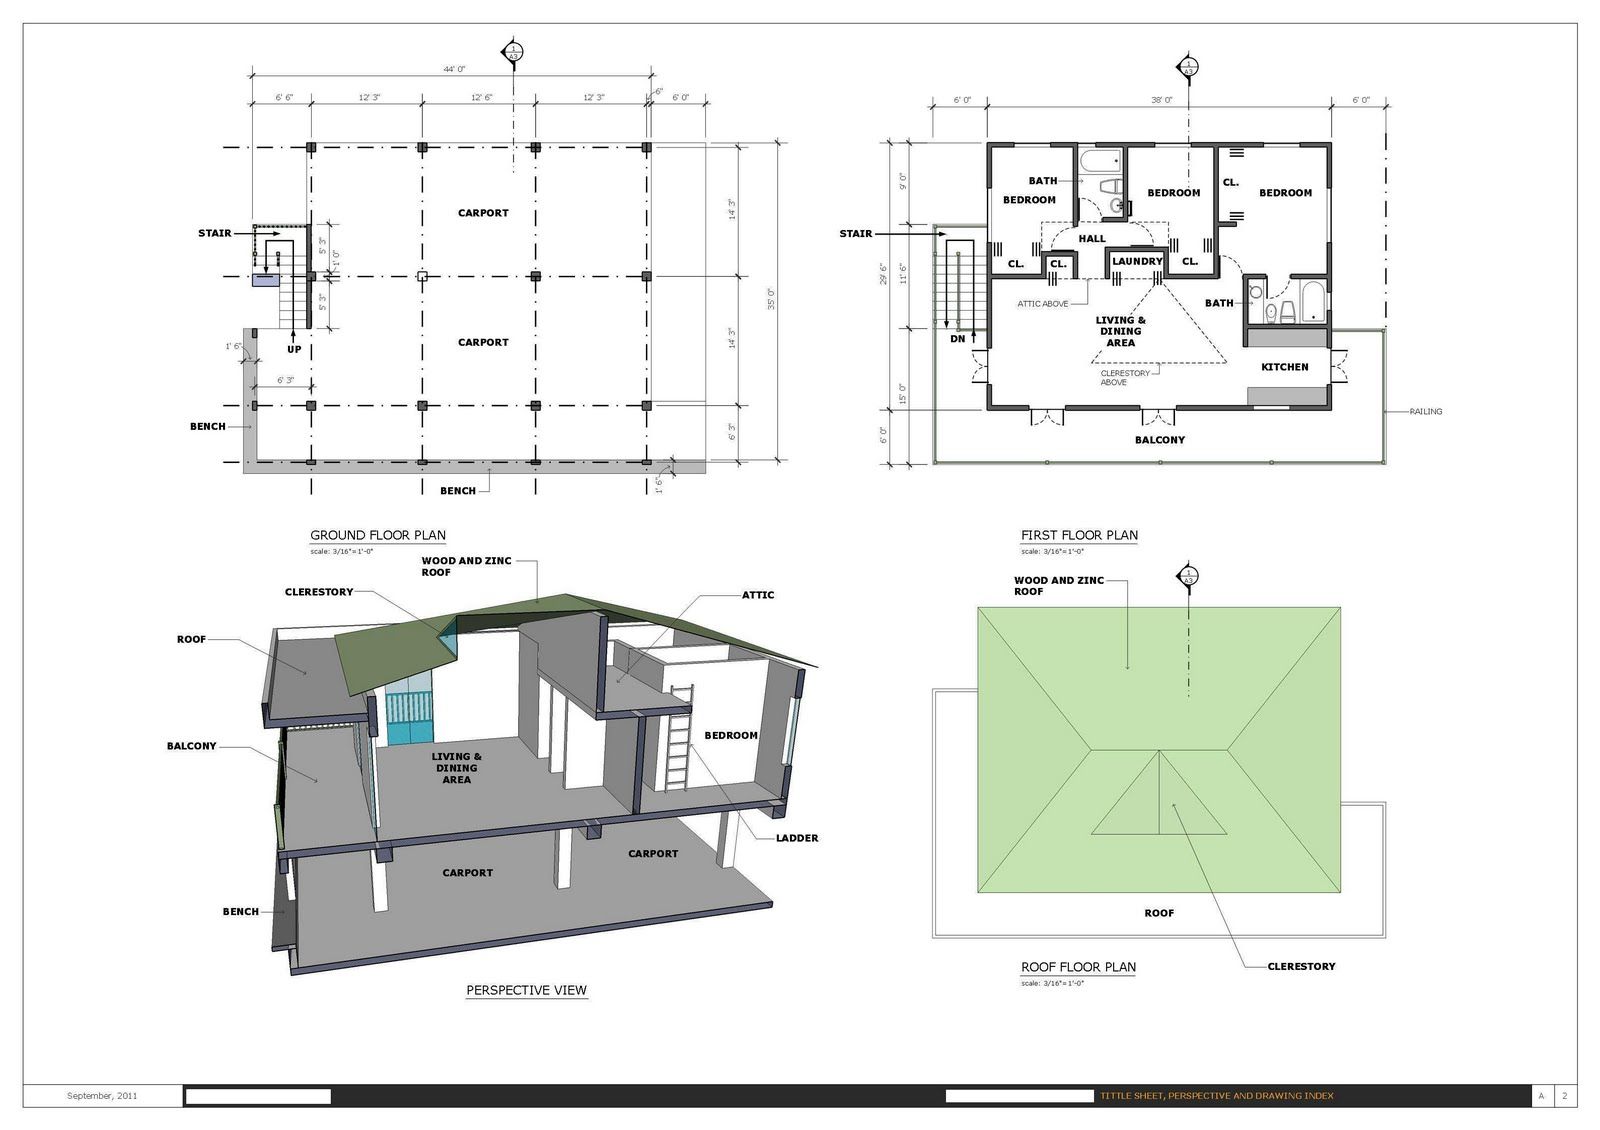 1
A3
44' 0"
6' 6"
12' 3"
12' 6"
12' 3"
6"
6' 0"
STAIR
5' 3"
1' 0"
5' 3"
UP
1' 6"
6' 3"
BENCH
BENCH
1' 6"
CARPORT
CARPORT
14' 3"
14' 3"
6' 3"
35' 0"
GROUND FLOOR PLAN
scale: 3/16"=1'-0"
1
A3
6' 0"
38' 0"
6' 0"
9' 0"
29' 6"
11' 6"
15' 0"
6' 0"
STAIR
DN
BATH
BEDROOM
BEDROOM
CL.
BEDROOM
HALL
CL.
CL.
LAUNDRY
CL.
ATTIC ABOVE
BATH
LIVING &
DINING
AREA
CLERESTORY
ABOVE
KITCHEN
RAILING
BALCONY
FIRST FLOOR PLAN
scale: 3/16"=1'-0"
WOOD AND ZINC
ROOF
CLERESTORY
ATTIC
ROOF
BALCONY
LIVING &
DINING
AREA
BEDROOM
LADDER
CARPORT
CARPORT
BENCH
PERSPECTIVE VIEW
1
A3
WOOD AND ZINC
ROOF
ROOF
CLERESTORY
ROOF FLOOR PLAN
scale: 3/16"=1'-0"
September, 2011
TITTLE SHEET, PERSPECTIVE AND DRAWING INDEX
A
2